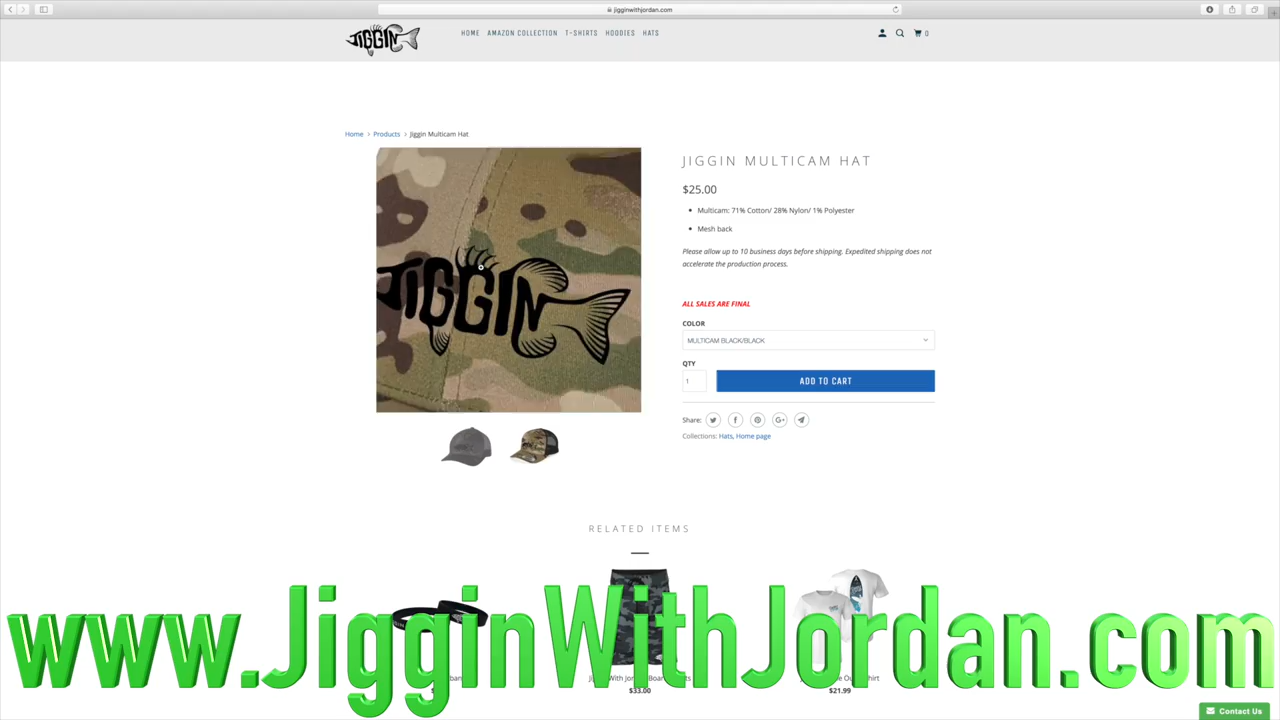 jigginwithjordan.com
JIGGIN
HOME
AMAZON COLLECTION
T-SHIRTS
HOODIES
HATS
0
Home > Products > Jiggin Multicam Hat
JIGGIN
JIGGIN MULTICAM HAT
$25.00
Multicam: 71% Cotton/ 28% Nylon/ 1% Polyester
Mesh back
Please allow up to 10 business days before shipping. Expedited shipping does not
accelerate the production process.
ALL SALES ARE FINAL
COLOR
MULTICAM BLACK/BLACK
QTY
1
ADD TO CART
Share:
Collections: Hats, Home page
RELATED ITEMS
www.JigginWithJordan.com
$33.00
$21.99
Contact Us